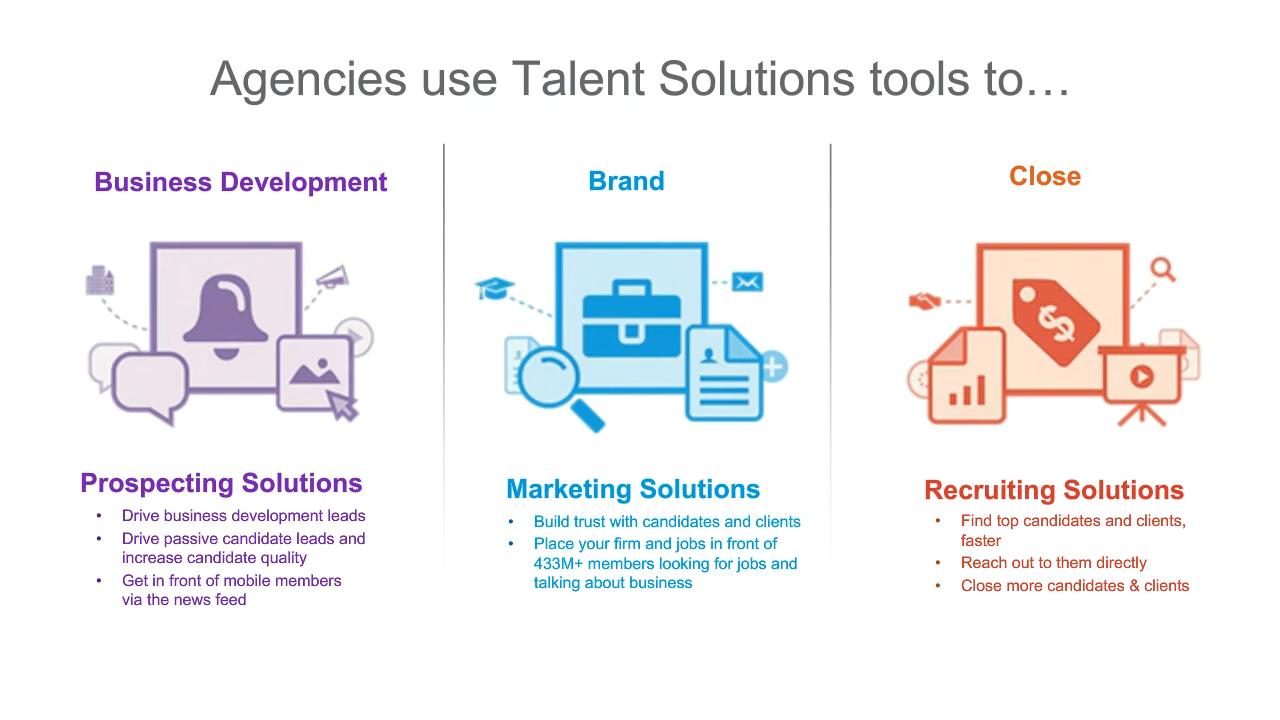 Agencies use Talent Solutions tools to…
Business Development
Prospecting Solutions
• Drive business development leads
• Drive passive candidate leads and
increase candidate quality
• Get in front of mobile members
via the news feed
Brand
Marketing Solutions
• Build trust with candidates and clients
• Place your firm and jobs in front of
433M+ members looking for jobs and
talking about business
Close
$
Recruiting Solutions
• Find top candidates and clients,
faster
• Reach out to them directly
• Close more candidates & clients